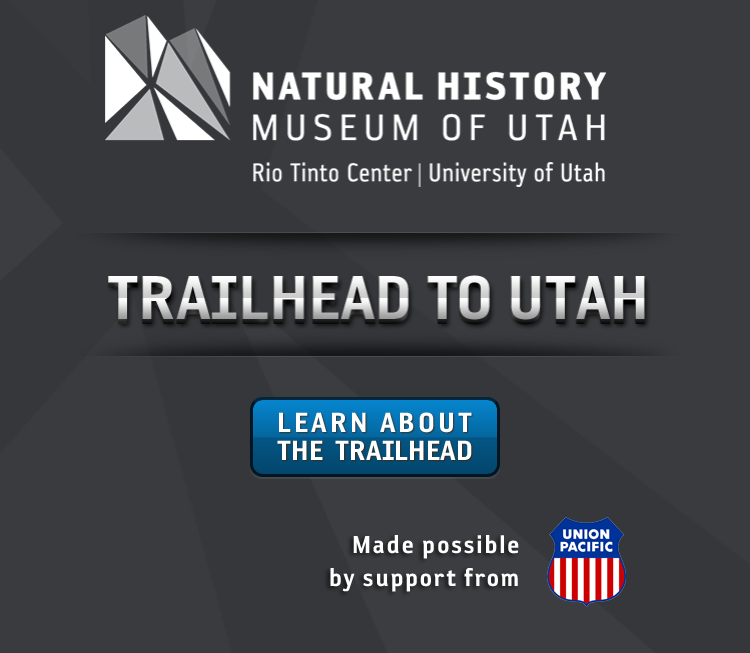 NATURAL HISTORY
MUSEUM OF UTAH
Rio Tinto Center | University of Utah
TRAILHEAD TO UTAH
LEARN ABOUT
THE TRAILHEAD
Made possible
by support from
UNION
PACIFIC